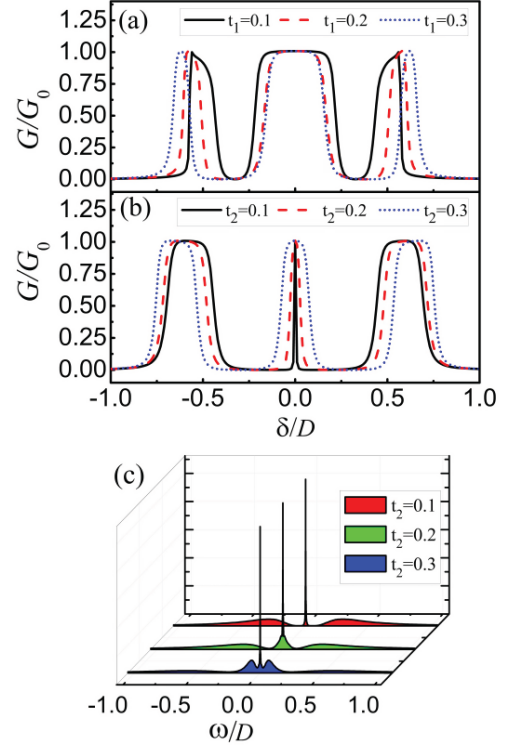 (a)
t₁=0.1 t₁=0.2 t₁=0.3
1.25
1.00
0.75
0.50
0.25
0.00
G/G₀
(b)
t₂=0.1 t₂=0.2 t₂=0.3
1.25
1.00
0.75
0.50
0.25
0.00
G/G₀
-1.0 -0.5 0.0 0.5 1.0
δ/D
(c)
t₂=0.1
t₂=0.2
t₂=0.3
-1.0 -0.5 0.0 0.5 1.0
ω/D